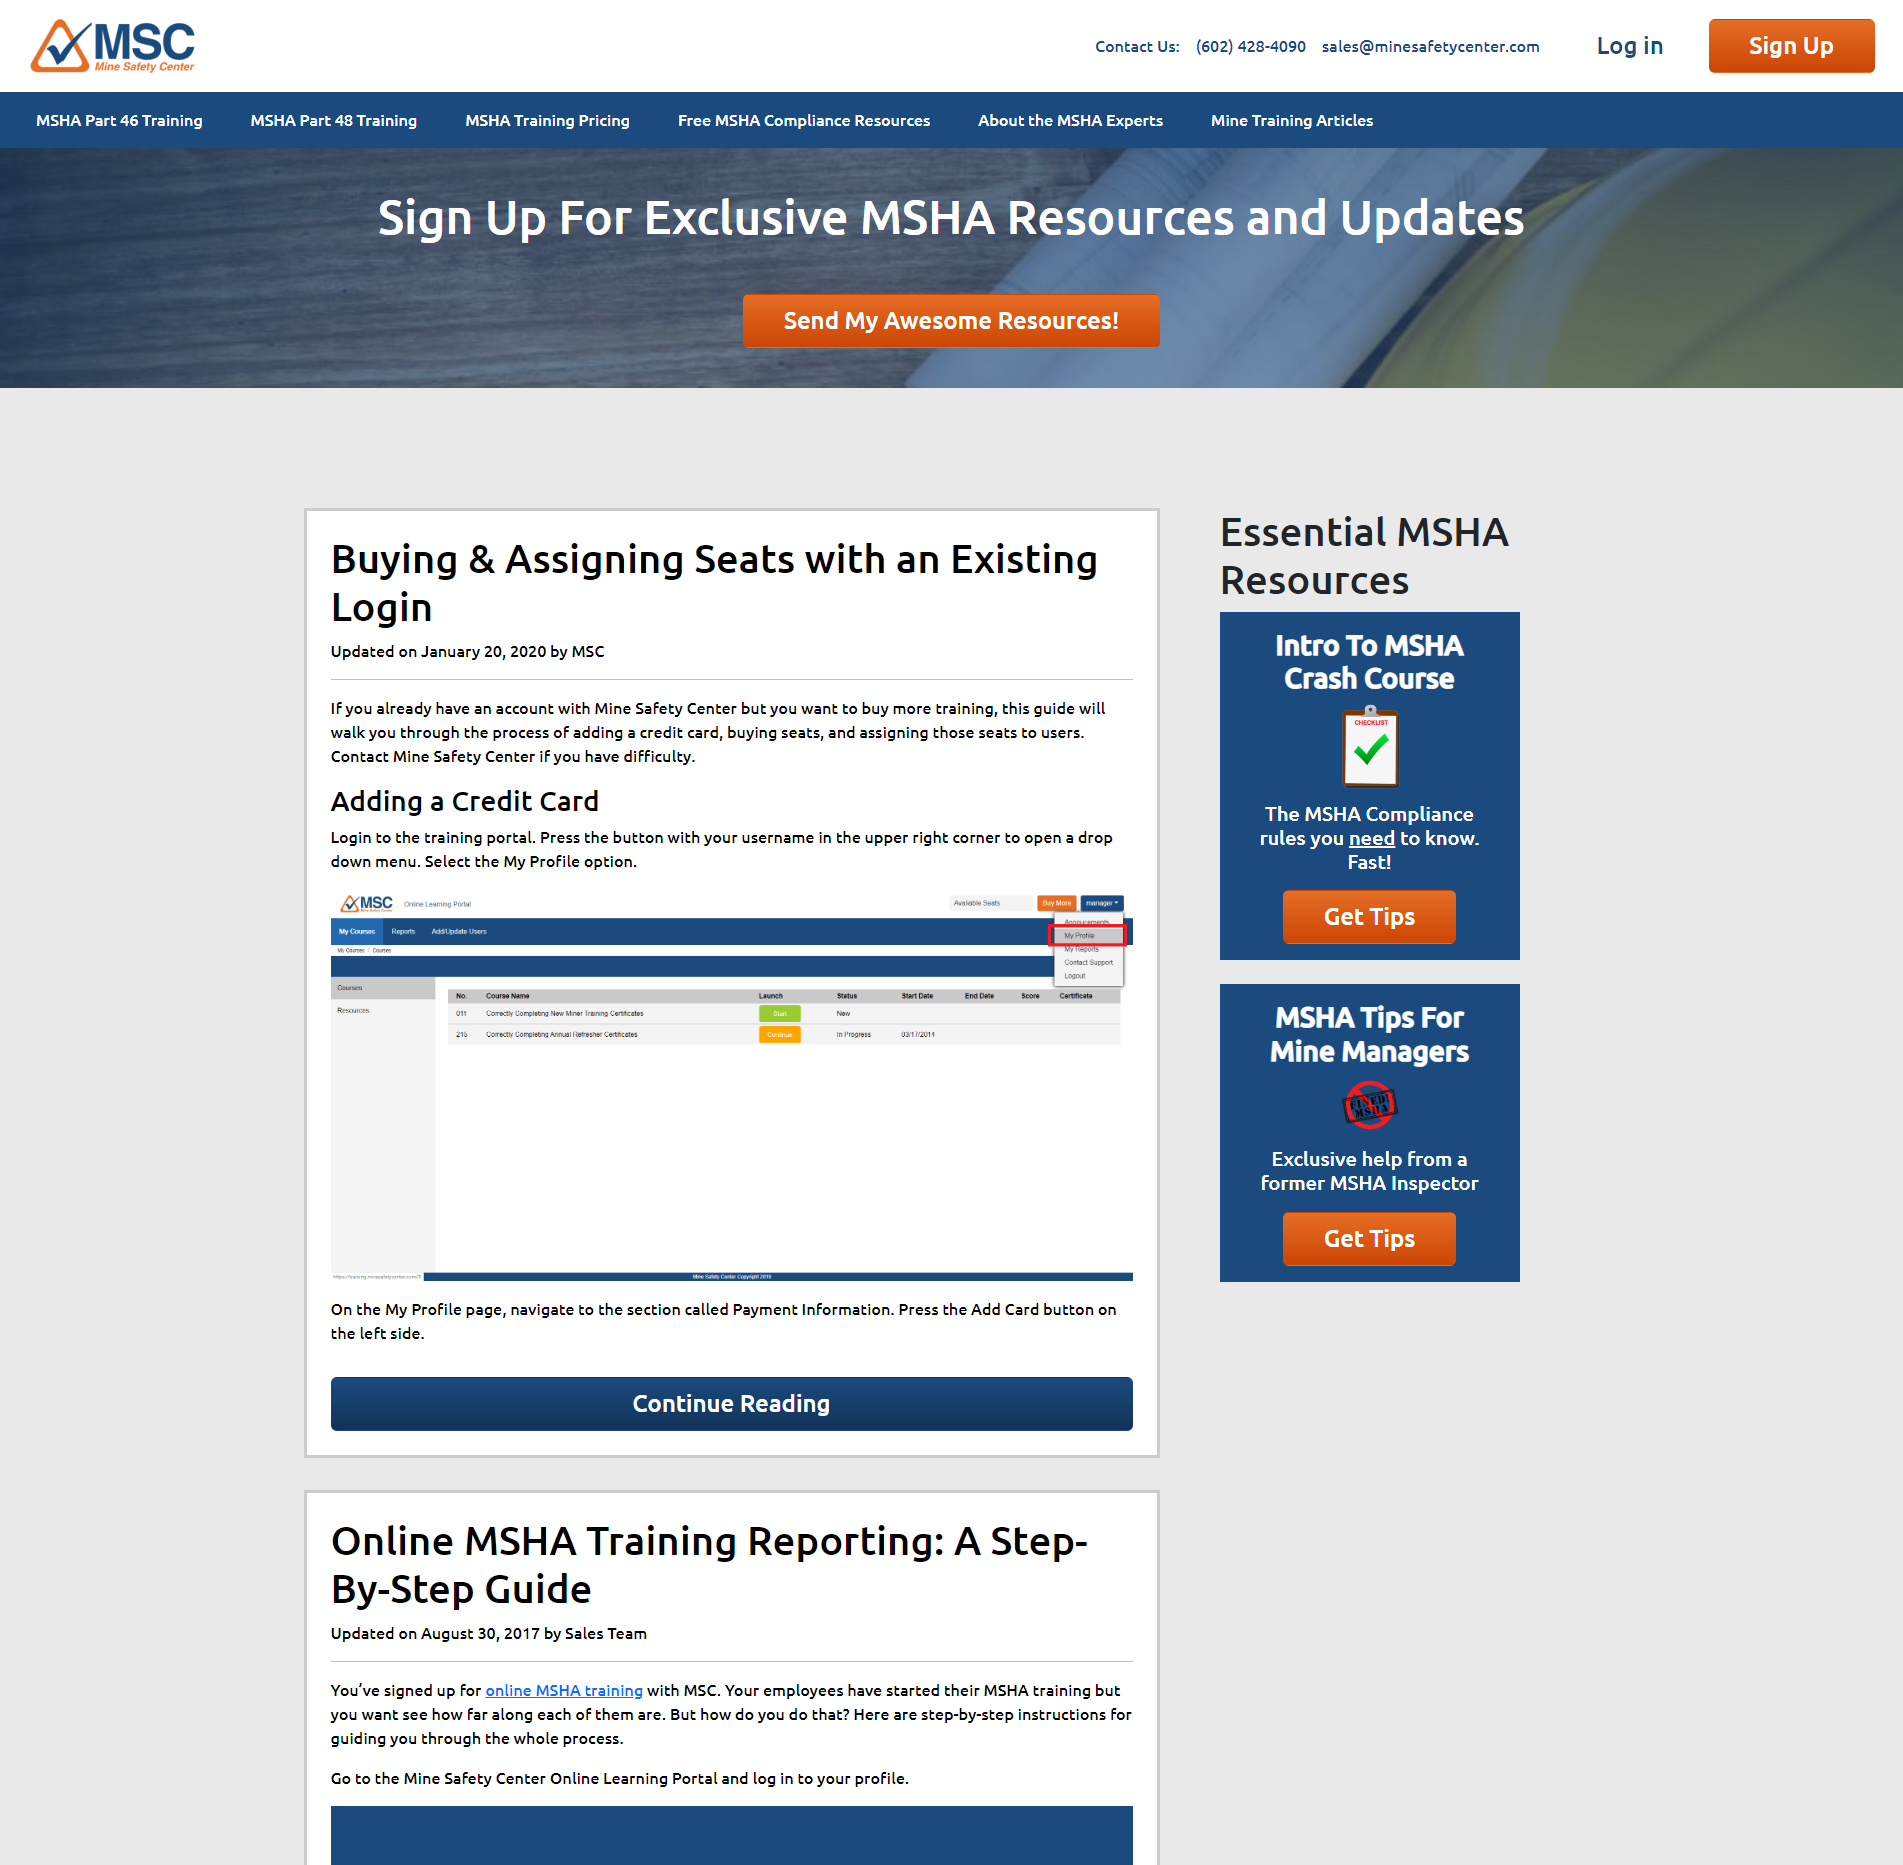 MSC
Mine Safety Center
Contact Us: (602) 428-4090 sales@minesafetycenter.com
Log in
Sign Up
MSHA Part 46 Training
MSHA Part 48 Training
MSHA Training Pricing
Free MSHA Compliance Resources
About the MSHA Experts
Mine Training Articles
Sign Up For Exclusive MSHA Resources and Updates
Send My Awesome Resources!
Buying & Assigning Seats with an Existing
Login
Updated on January 20, 2020 by MSC
If you already have an account with Mine Safety Center but you want to buy more training, this guide will
walk you through the process of adding a credit card, buying seats, and assigning those seats to users.
Contact Mine Safety Center if you have difficulty.
Adding a Credit Card
Login to the training portal. Press the button with your username in the upper right corner to open a drop
down menu. Select the My Profile option.
MSC
Mine Safety Center
Online Learning Portal
Available Seats
Buy More
manager
My Courses
Reports
Add/Update Users
Annoucements
My Profile
My Reports
Contact Support
Logout
My Courses / Courses
Courses
Resources
No. Course Name Launch Status Start Date End Date Score Certificate
011 Correctly Completing New Miner Training Certificates Start New
215 Correctly Completing Annual Refresher Certificates Continue In Progress 03/17/2014
Mine Safety Center Copyright 2019
On the My Profile page, navigate to the section called Payment Information. Press the Add Card button on
the left side.
Continue Reading
Online MSHA Training Reporting: A Step-
By-Step Guide
Updated on August 30, 2017 by Sales Team
You’ve signed up for online MSHA training with MSC. Your employees have started their MSHA training but
you want see how far along each of them are. But how do you do that? Here are step-by-step instructions for
guiding you through the whole process.
Go to the Mine Safety Center Online Learning Portal and log in to your profile.
Essential MSHA
Resources
Intro To MSHA
Crash Course
CHECKLIST
The MSHA Compliance
rules you need to know.
Fast!
Get Tips
MSHA Tips For
Mine Managers
FINED!
MSHA
Exclusive help from a
former MSHA Inspector
Get Tips